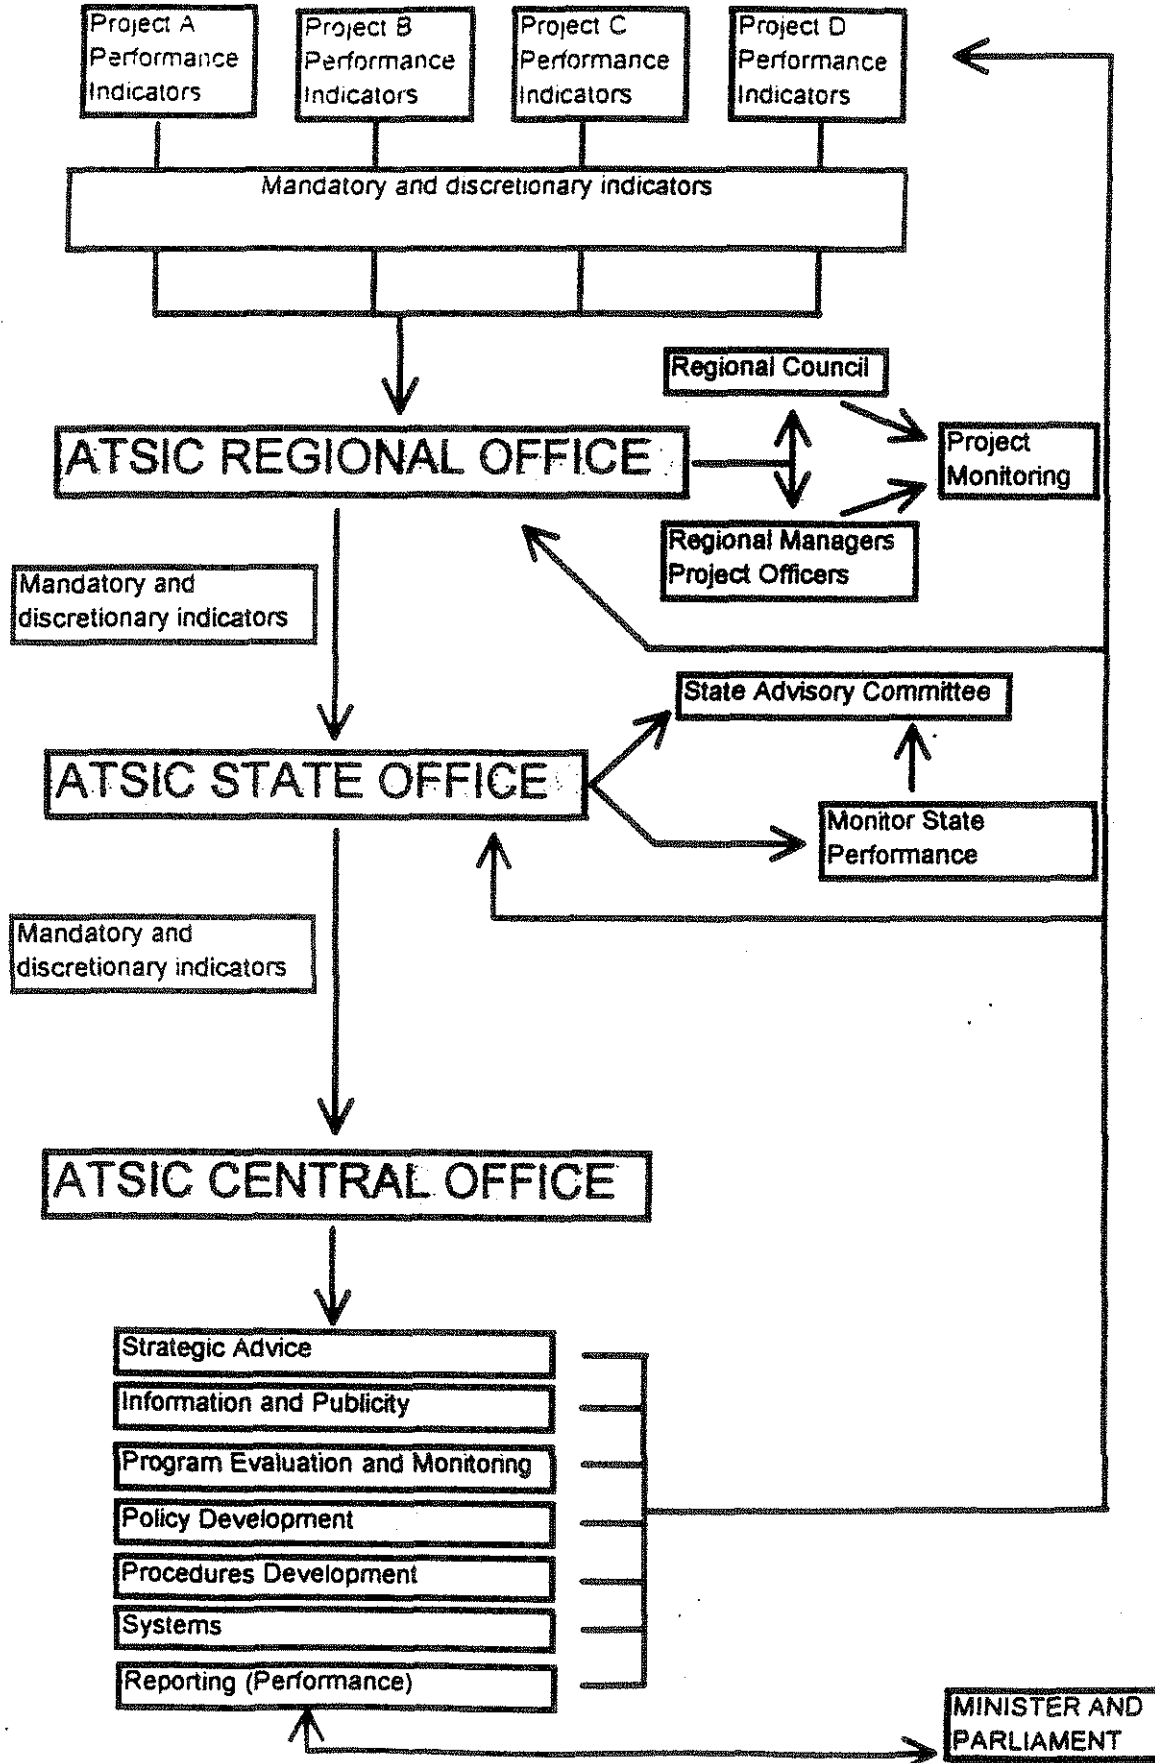 Project A
Performance
Indicators
Project B
Performance
Indicators
Project C
Performance
Indicators
Project D
Performance
Indicators
Mandatory and discretionary indicators
Regional Council
ATSIC REGIONAL OFFICE
Project
Monitoring
Regional Managers
Project Officers
Mandatory and
discretionary indicators
State Advisory Committee
ATSIC STATE OFFICE
Monitor State
Performance
Mandatory and
discretionary indicators
ATSIC CENTRAL OFFICE
Strategic Advice
Information and Publicity
Program Evaluation and Monitoring
Policy Development
Procedures Development
Systems
Reporting (Performance)
MINISTER AND
PARLIAMENT